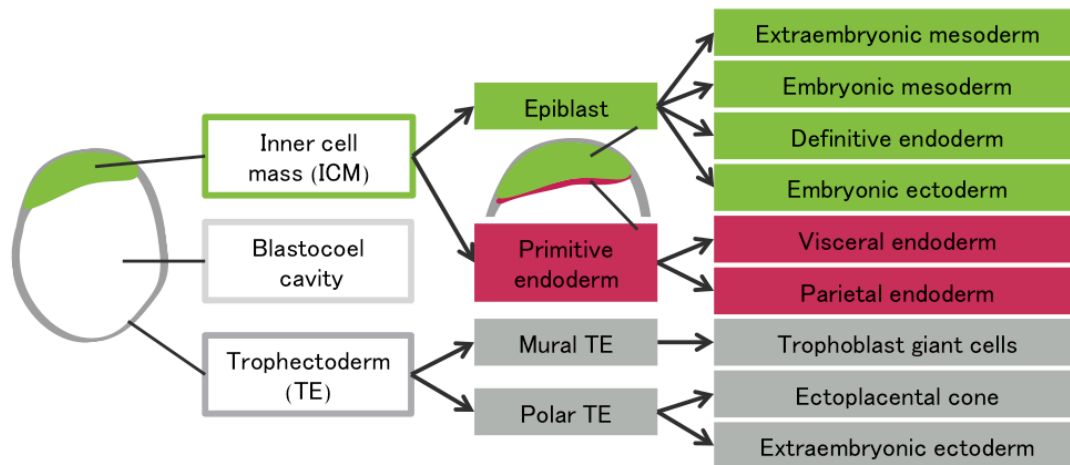 Inner cell
mass (ICM)
Blastocoel
cavity
Trophectoderm
(TE)
Epiblast
Primitive
endoderm
Mural TE
Polar TE
Extraembryonic mesoderm
Embryonic mesoderm
Definitive endoderm
Embryonic ectoderm
Visceral endoderm
Parietal endoderm
Trophoblast giant cells
Ectoplacental cone
Extraembryonic ectoderm